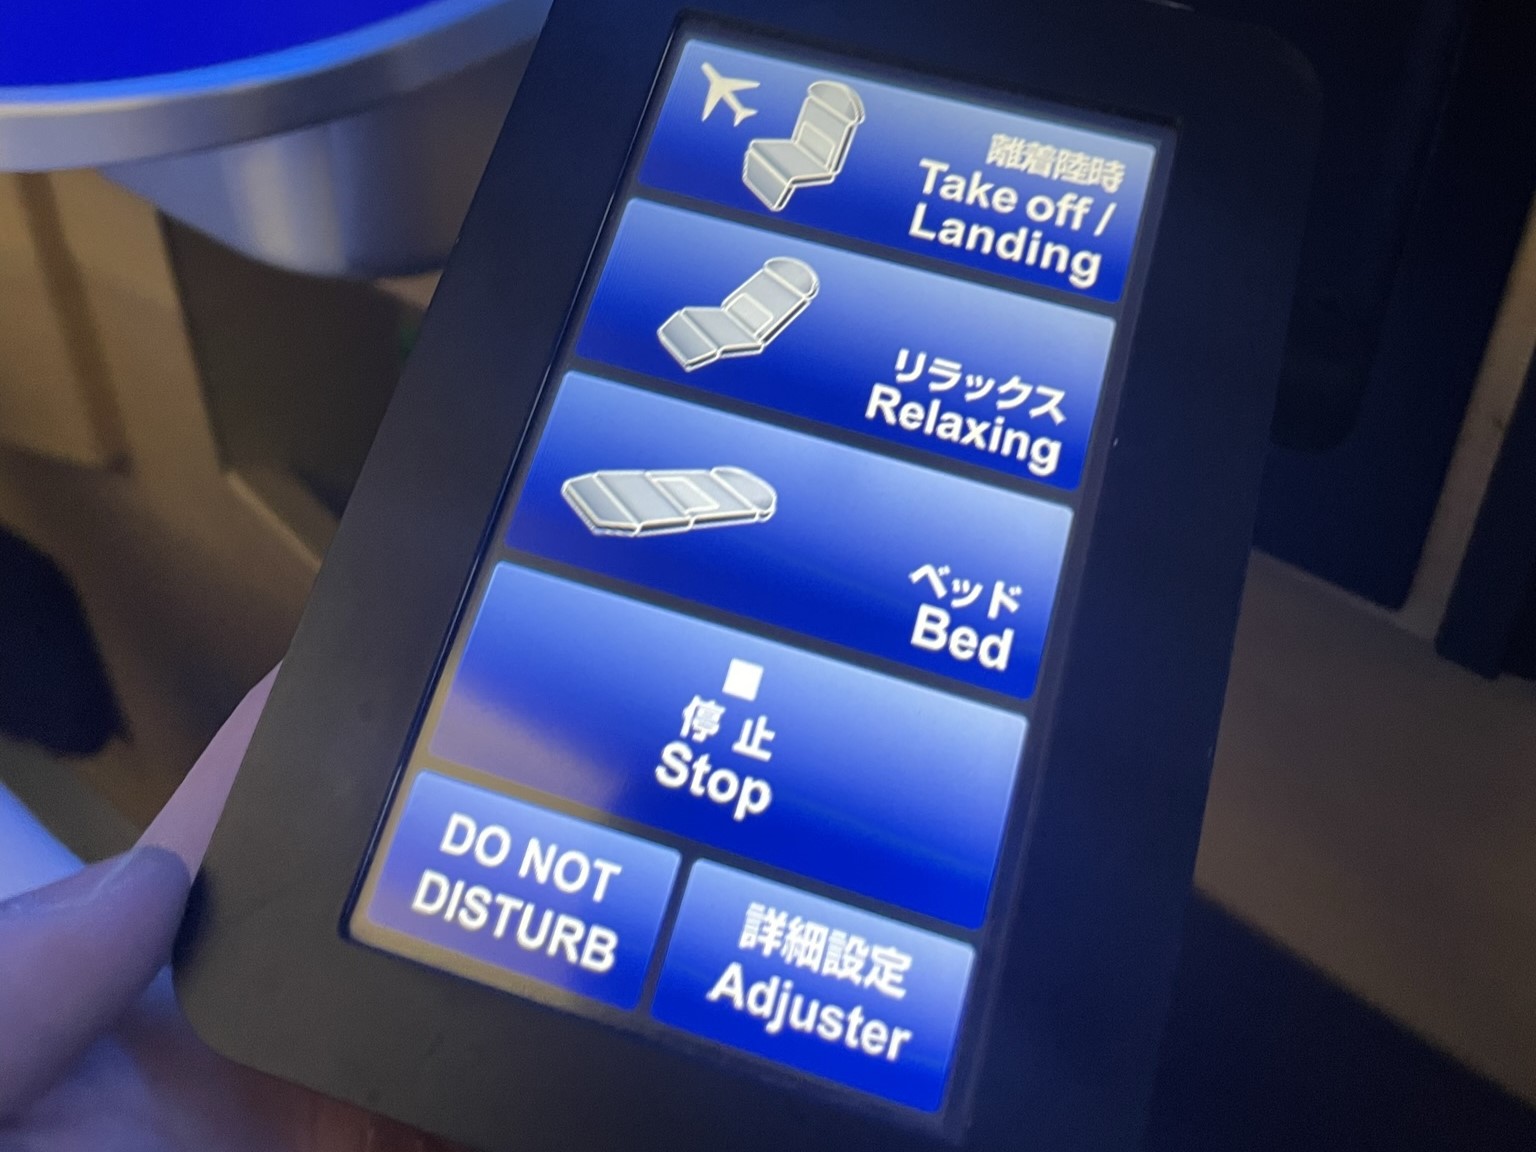 離着陸時
Take off /
Landing
リラックス
Relaxing
ベッド
Bed
停止
Stop
DO NOT
DISTURB
詳細設定
Adjuster